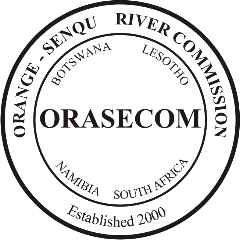 ORANGE - SENQU RIVER COMMISSION
BOTSWANA
LESOTHO
ORASECOM
NAMIBIA
SOUTH AFRICA
Established 2000